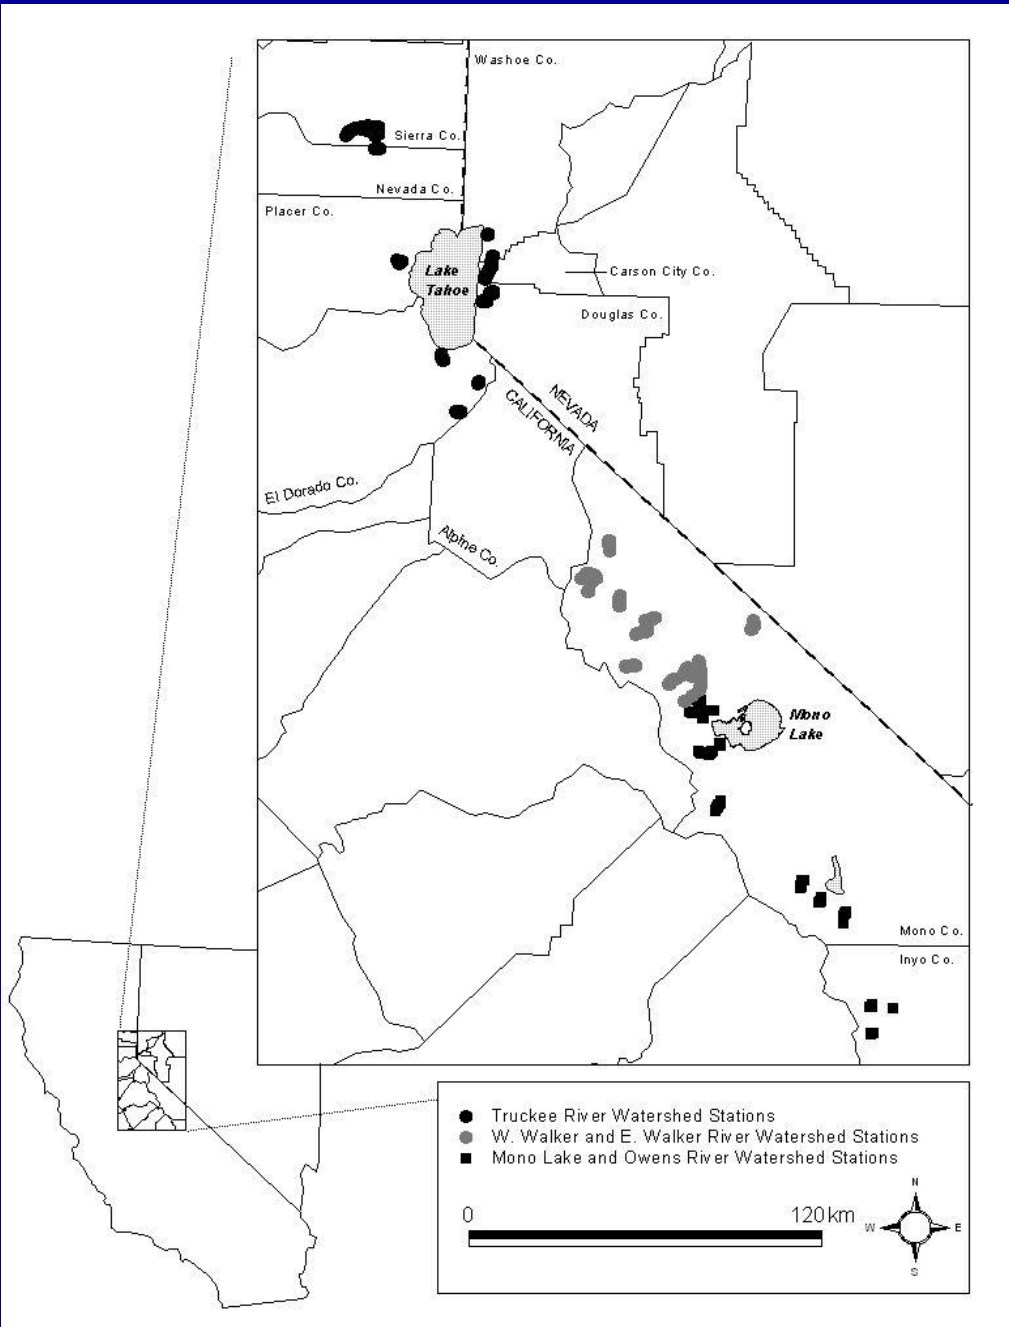 Washoe Co.
Sierra Co.
Nevada Co.
Placer Co.
Lake
Tahoe
Carson City Co.
Douglas Co.
NEVADA
CALIFORNIA
El Dorado Co.
Alpine Co.
Mono
Lake
Mono Co.
Inyo Co.
Truckee River Watershed Stations
W. Walker and E. Walker River Watershed Stations
Mono Lake and Owens River Watershed Stations
0 120 km
N
W E
S